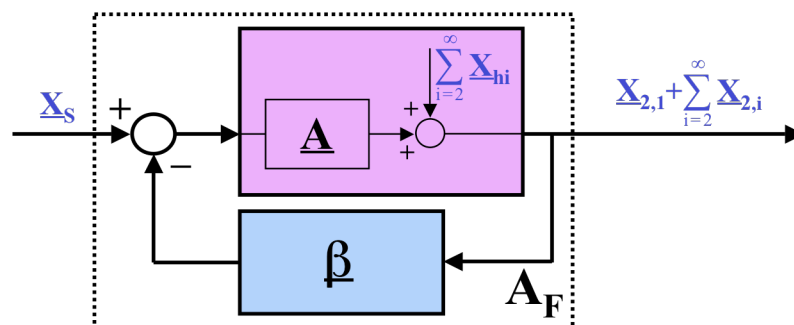 ∞
∑ X_hi
i=2
X_S
+
−
A
+
+
∞
X_2,1+∑ X_2,i
i=2
β
A_F